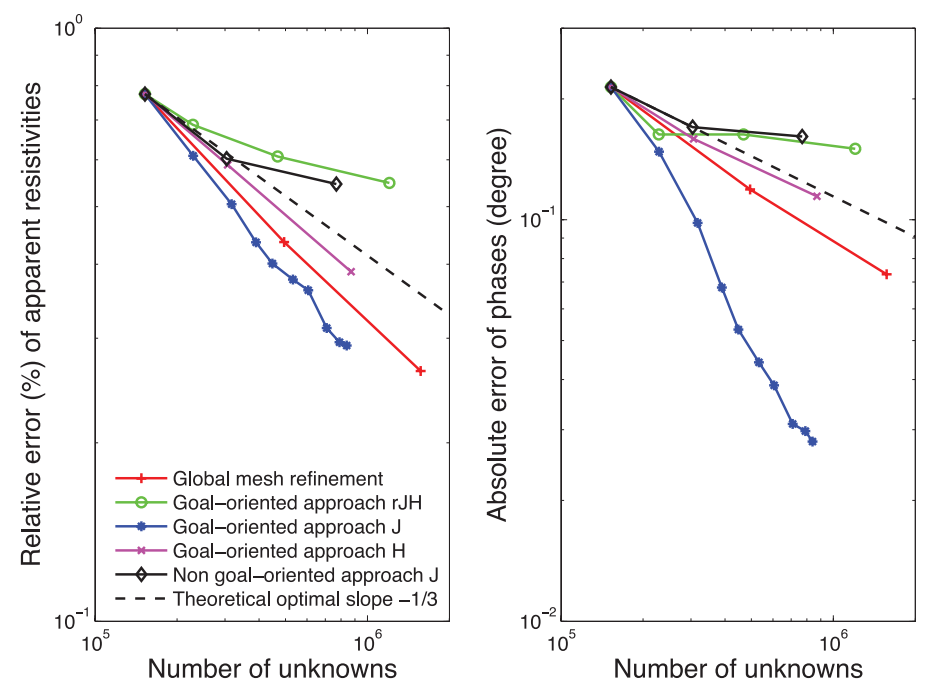 10^0
10^-1
10^5
10^6
Relative error (%) of apparent resistivities
Number of unknowns
Global mesh refinement
Goal-oriented approach rJH
Goal-oriented approach J
Goal-oriented approach H
Non goal-oriented approach J
Theoretical optimal slope -1/3
10^-1
10^-2
10^5
10^6
Absolute error of phases (degree)
Number of unknowns